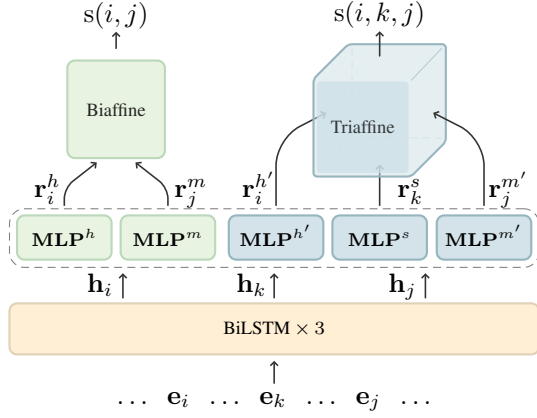 s(i, j) s(i, k, j)
Biaffine Triaffine
r_i^h r_j^m r_i^{h'} r_k^s r_j^{m'}
MLP^h MLP^m MLP^{h'} MLP^s MLP^{m'}
h_i h_k h_j
BiLSTM × 3
... e_i ... e_k ... e_j ...